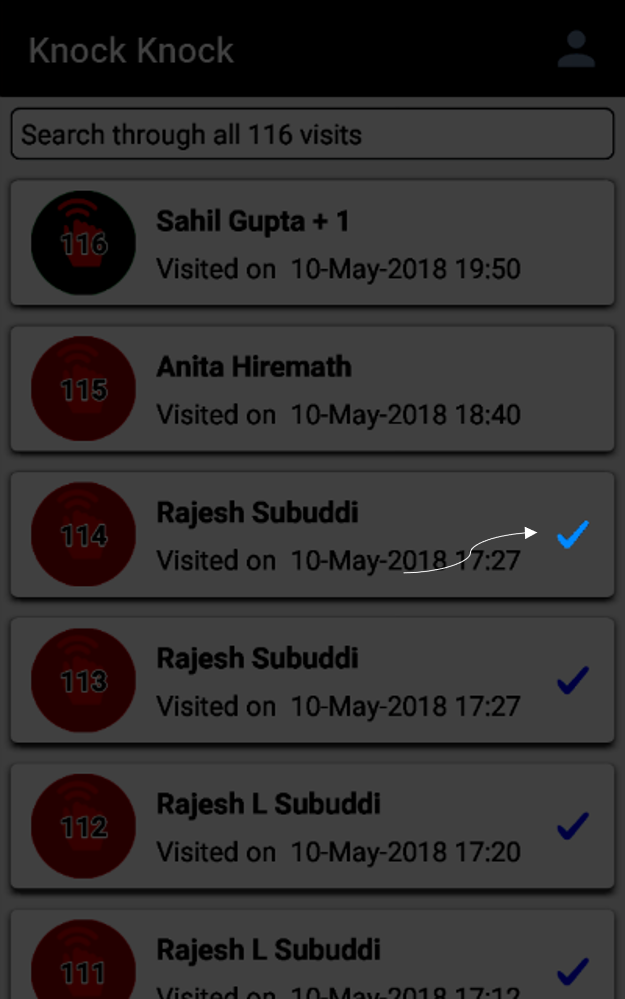 Knock Knock
Search through all 116 visits
116
Sahil Gupta + 1
Visited on 10-May-2018 19:50
115
Anita Hiremath
Visited on 10-May-2018 18:40
114
Rajesh Subuddi
Visited on 10-May-2018 17:27
113
Rajesh Subuddi
Visited on 10-May-2018 17:27
112
Rajesh L Subuddi
Visited on 10-May-2018 17:20
111
Rajesh L Subuddi
Visited on 10-May-2018 17:12